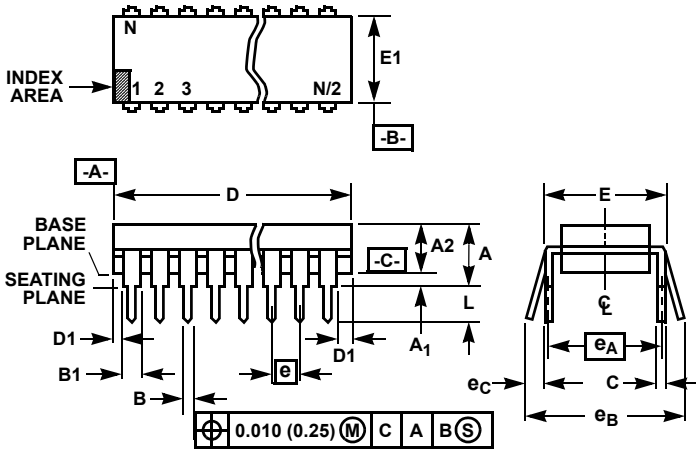 N
E1
INDEX
AREA
1 2 3 N/2
-B-
-A-
D
E
BASE
PLANE
A2
A
-C-
SEATING
PLANE
L
C
L
D1
D1
A1
eA
B1
e
eC
C
B
eB
0.010 (0.25) M C A B S